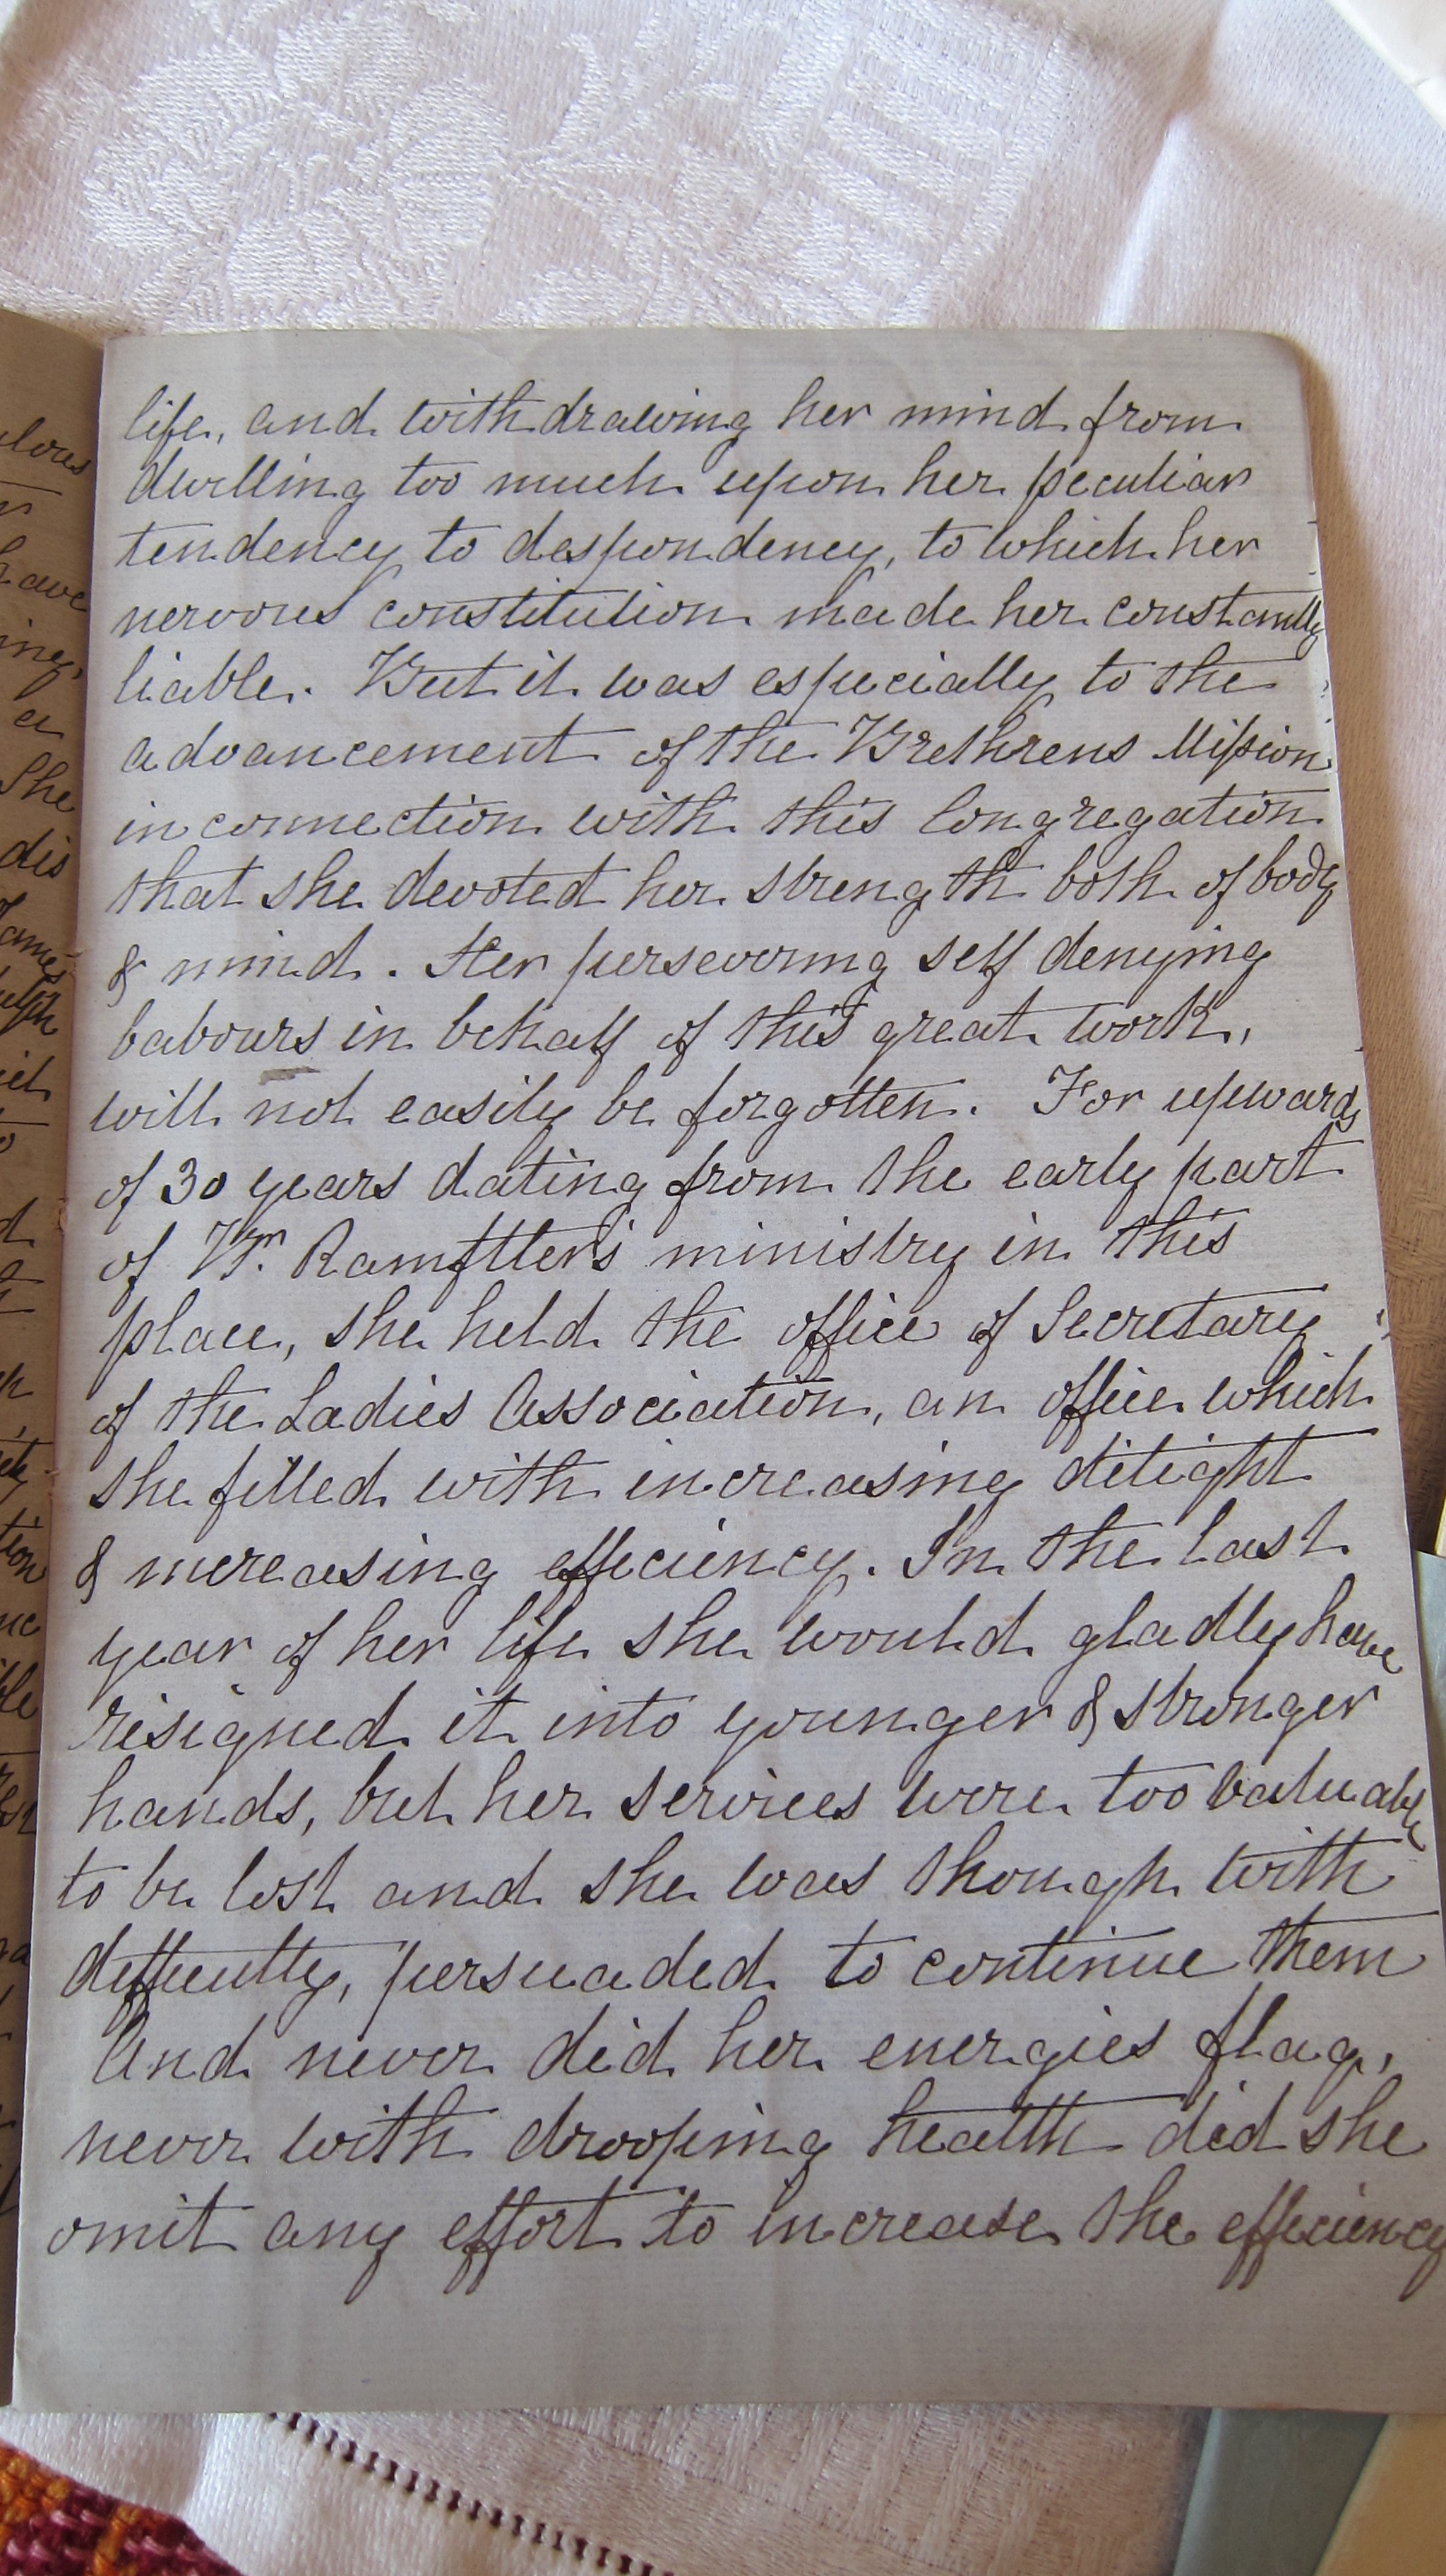 life, and withdrawing her mind from
dwelling too much upon her peculiar
tendency to despondency, to which her
nervous constitution made her constantly
liable. But it was especially to the
advancement of the Brethrens Mission
in connection with this Congregation
that she devoted her strength both of body
& mind. Her persevering self denying
labours in behalf of this great work,
will not easily be forgotten. For upwards
of 30 years dating from the early part
of Br. Ramftler's ministry in this
place, she held the office of Secretary
of the Ladies Association, an office which
she filled with increasing delight
& increasing efficiency. In the last
year of her life she would gladly have
resigned it into younger & stronger
hands, but her services were too valuable
to be lost and she was though with
difficulty, persuaded to continue them
And never did her energies flag,
never with drooping health did she
omit any effort to increase the efficiency